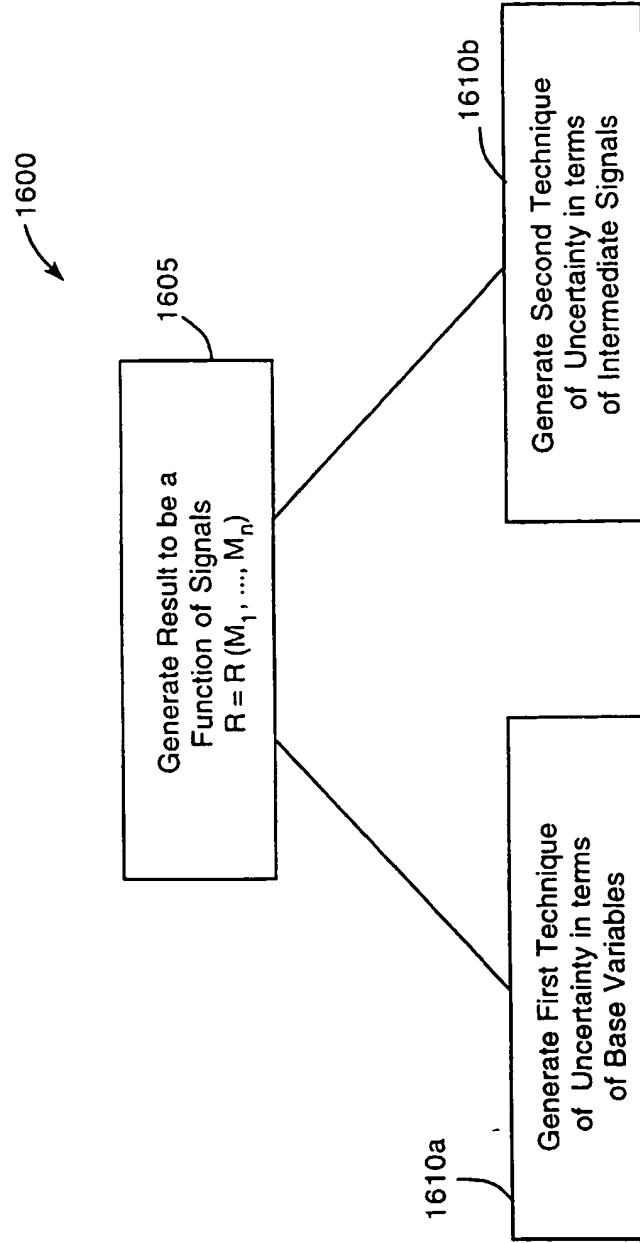 1600
1605
Generate Result to be a
Function of Signals
R = R (M₁, ..., Mₙ)
1610a
Generate First Technique
of Uncertainty in terms
of Base Variables
1610b
Generate Second Technique
of Uncertainty in terms
of Intermediate Signals